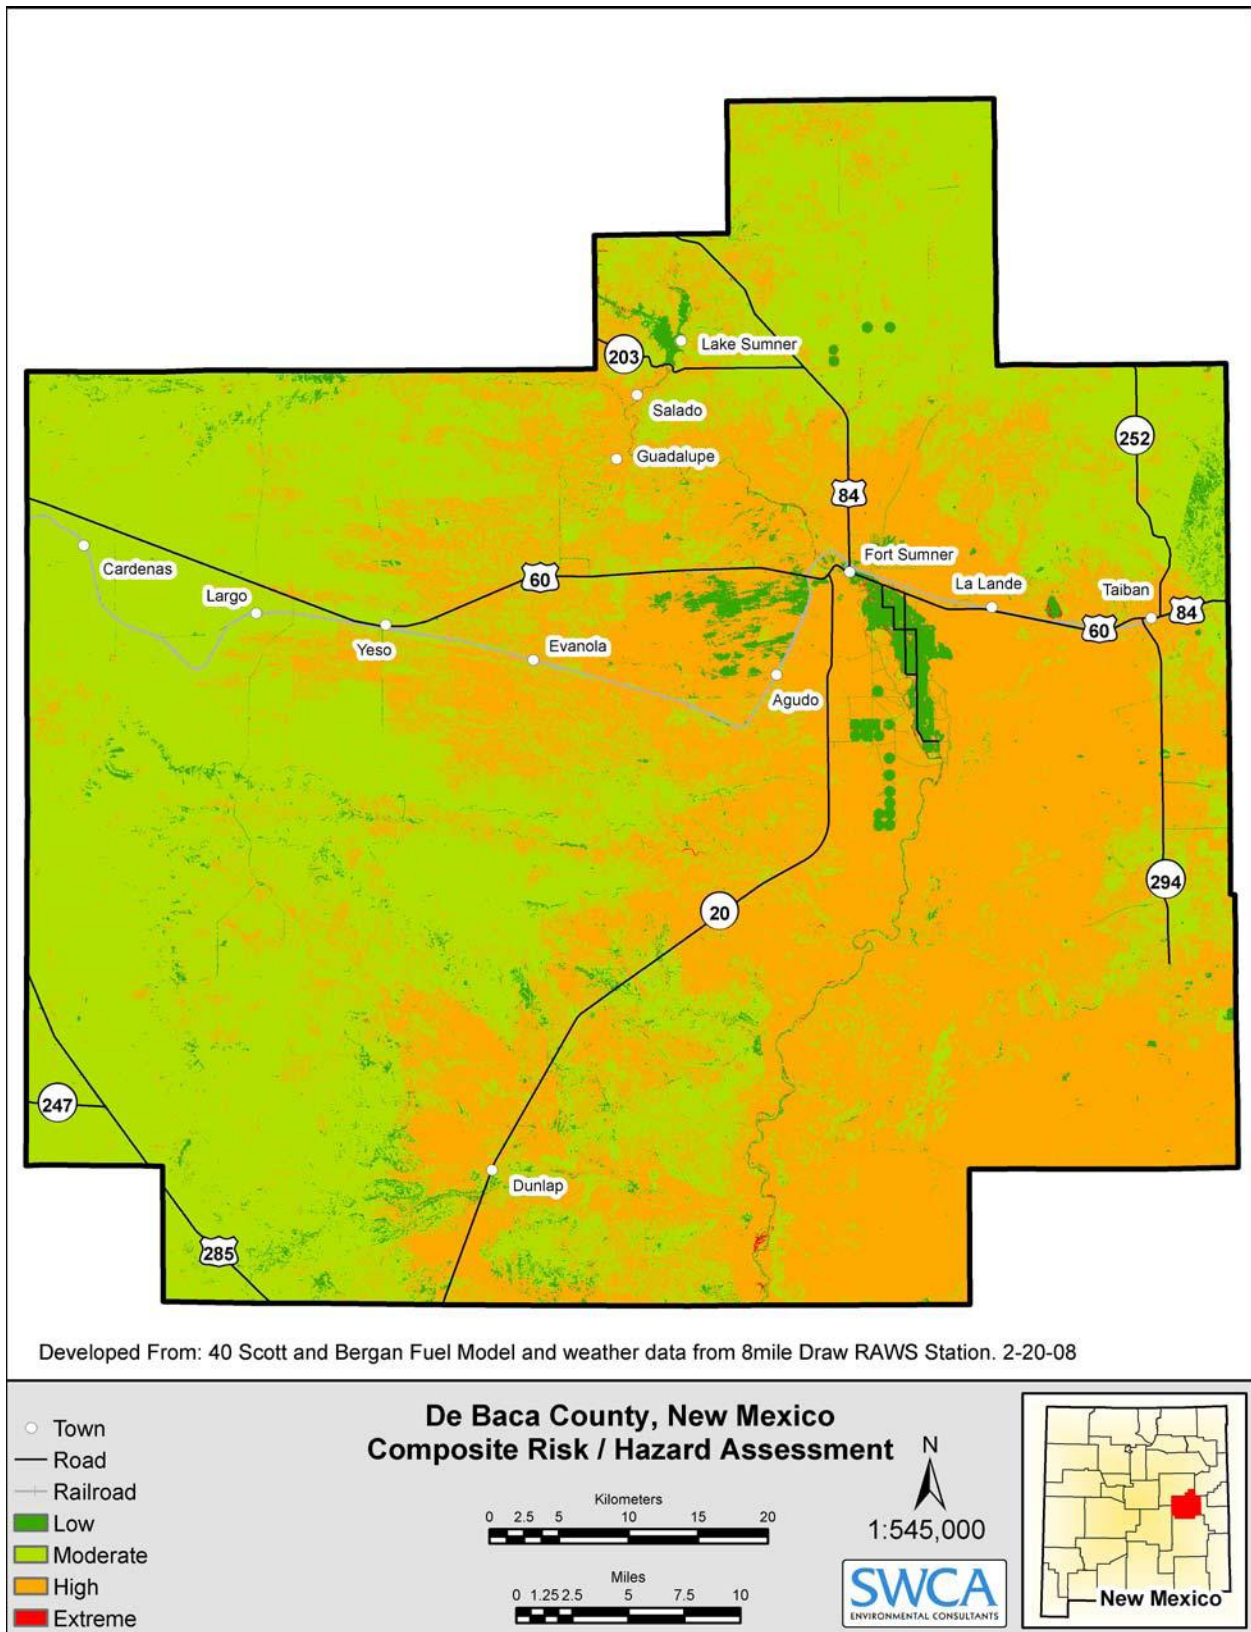 Lake Sumner
203
Salado
252
Guadalupe
84
Cardenas
Fort Sumner
60
La Lande
Taiban
Largo
84
60
Yeso
Evanola
Agudo
294
20
247
Dunlap
285
Developed From: 40 Scott and Bergan Fuel Model and weather data from 8mile Draw RAWS Station. 2-20-08
Town
Road
Railroad
Low
Moderate
High
Extreme
De Baca County, New Mexico
Composite Risk / Hazard Assessment
Kilometers
0 2.5 5 10 15 20
Miles
0 1.25 2.5 5 7.5 10
N
1:545,000
SWCA
ENVIRONMENTAL CONSULTANTS
New Mexico